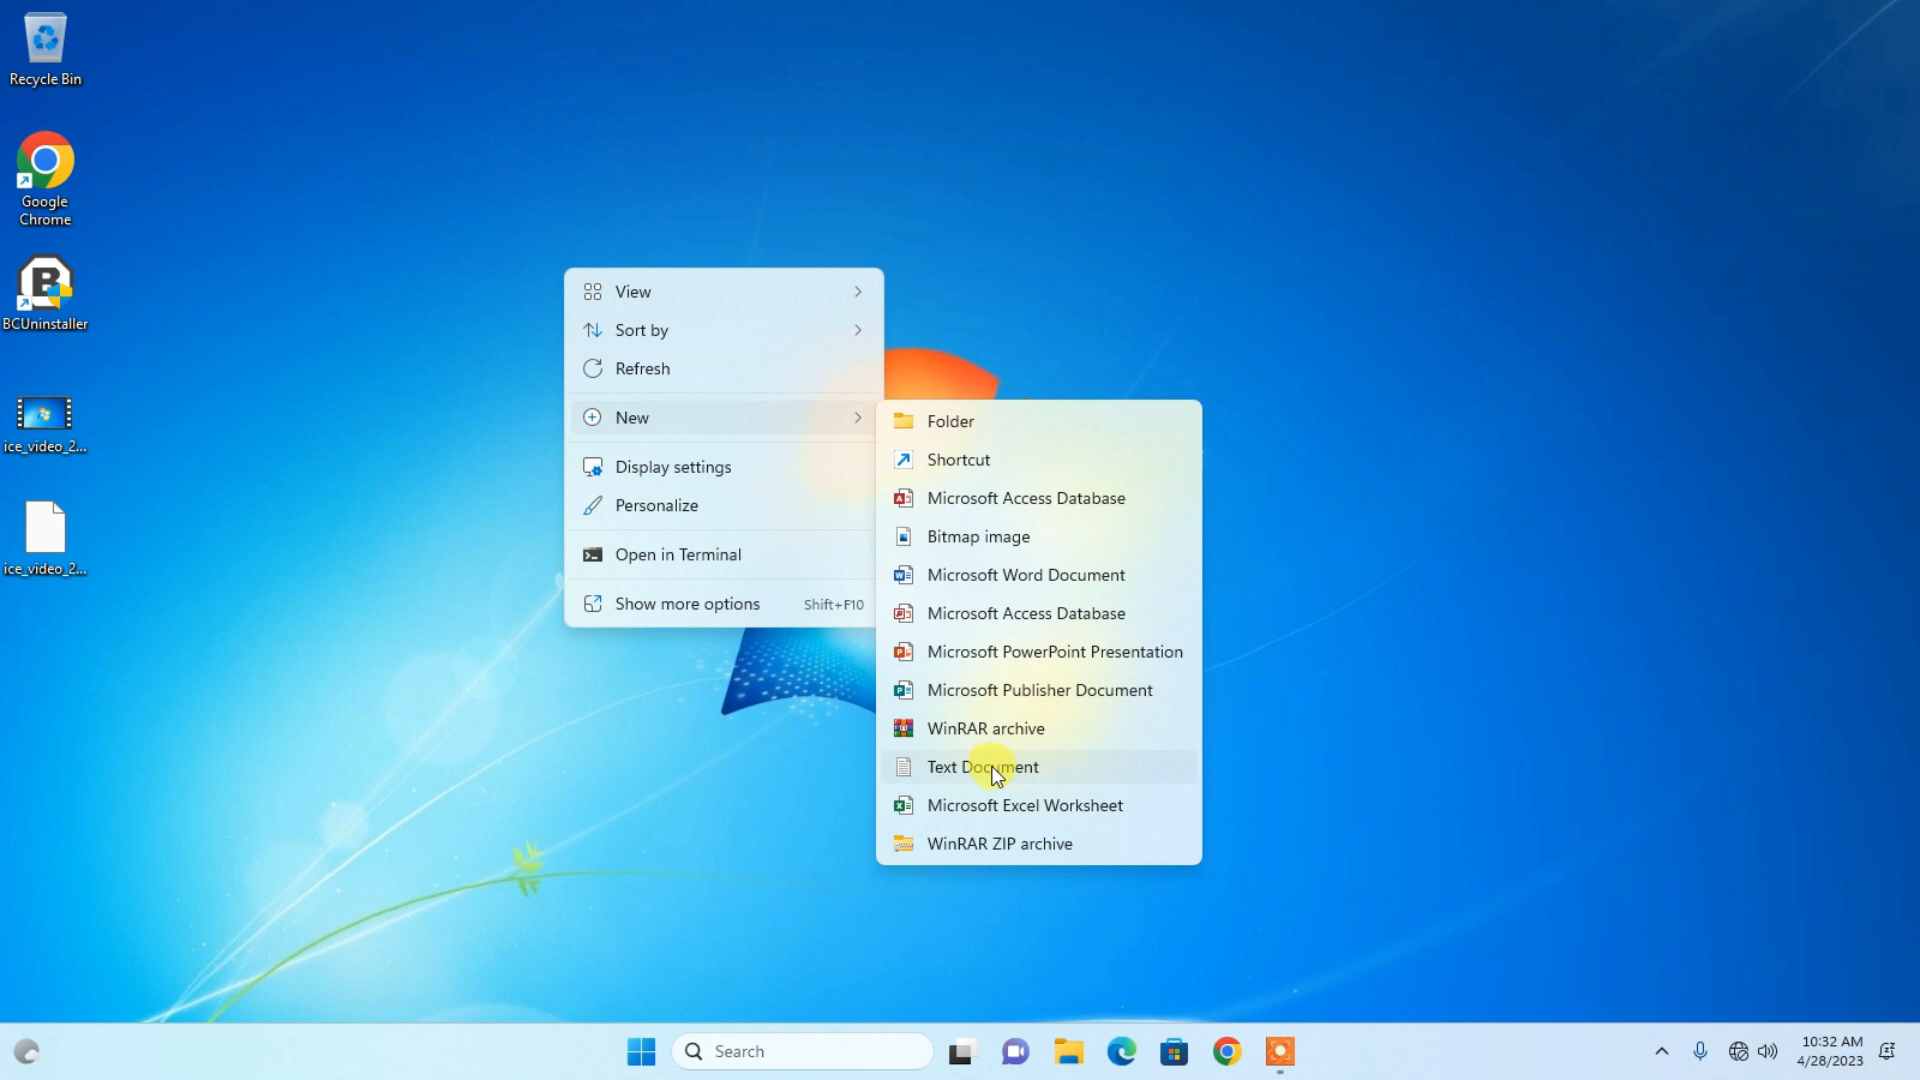 Recycle Bin
Google
Chrome
BCUninstaller
ice_video_2...
ice_video_2...
View
Sort by
Refresh
New
Display settings
Personalize
Open in Terminal
Show more options Shift+F10
Folder
Shortcut
Microsoft Access Database
Bitmap image
Microsoft Word Document
Microsoft Access Database
Microsoft PowerPoint Presentation
Microsoft Publisher Document
WinRAR archive
Text Document
Microsoft Excel Worksheet
WinRAR ZIP archive
Search
10:32 AM
4/28/2023